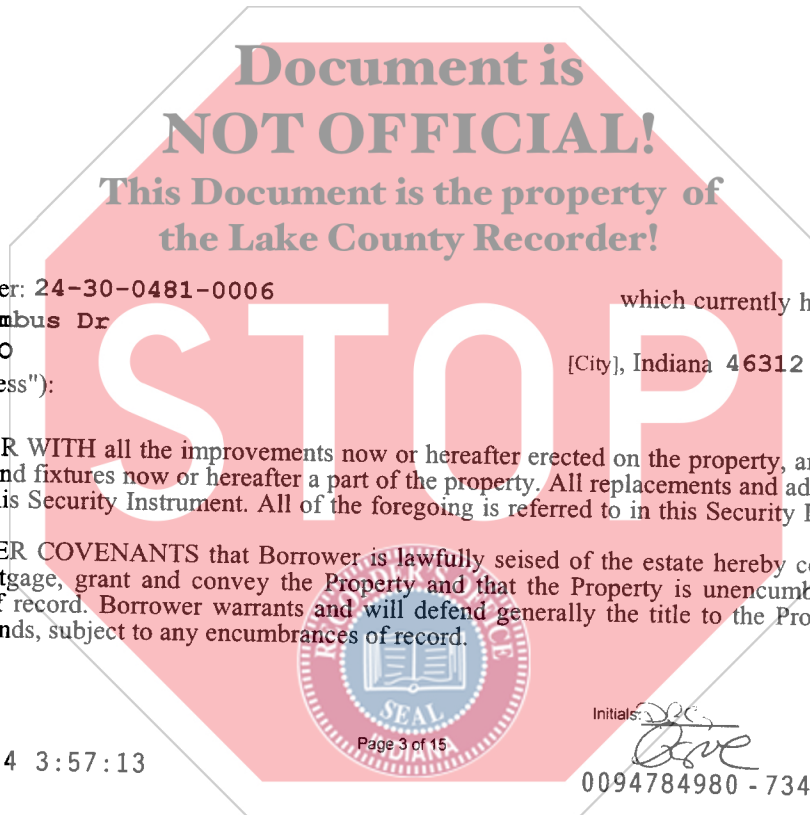 Document is
NOT OFFICIAL!
This Document is the property of
the Lake County Recorder!
er: 24-30-0481-0006
which currently h
mbus Dr
O
[City], Indiana 46312
ess"):
STOP
R WITH all the improvements now or hereafter erected on the property, a
nd fixtures now or hereafter a part of the property. All replacements and ad
is Security Instrument. All of the foregoing is referred to in this Security
ER COVENANTS that Borrower is lawfully seised of the estate hereby c
tgage, grant and convey the Property and that the Property is unencumb
f record. Borrower warrants and will defend generally the title to the Pro
nds, subject to any encumbrances of record.
RECORDER'S OFFICE
SEAL
INDIANA
Initials:
Page 3 of 15
4 3:57:13
0094784980 - 734